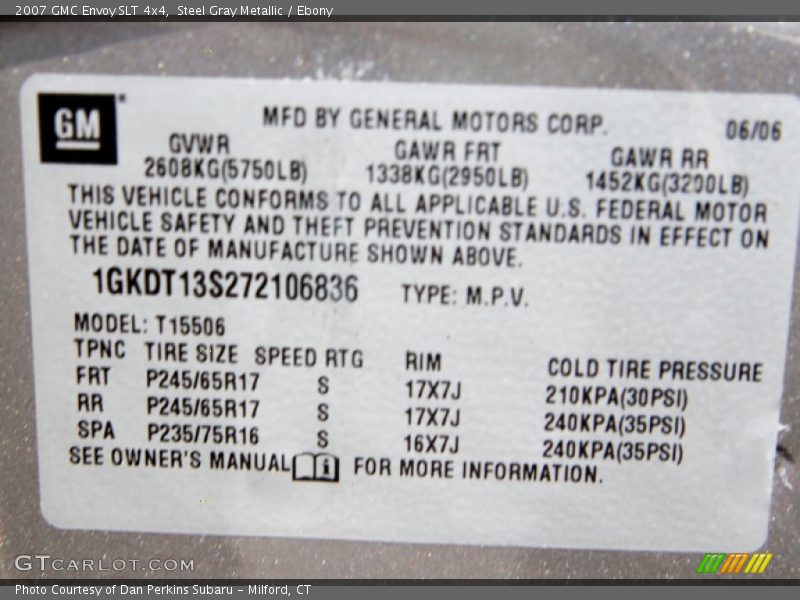 2007 GMC Envoy SLT 4x4, Steel Gray Metallic / Ebony
GM
MFD BY GENERAL MOTORS CORP. 06/06
GVWR GAWR FRT GAWR RR
2608KG(5750LB) 1338KG(2950LB) 1452KG(3200LB)
THIS VEHICLE CONFORMS TO ALL APPLICABLE U.S. FEDERAL MOTOR
VEHICLE SAFETY AND THEFT PREVENTION STANDARDS IN EFFECT ON
THE DATE OF MANUFACTURE SHOWN ABOVE.
1GKDT13S272106836 TYPE: M.P.V.
MODEL: T15506
TPNC TIRE SIZE SPEED RTG RIM COLD TIRE PRESSURE
FRT P245/65R17 S 17X7J 210KPA(30PSI)
RR P245/65R17 S 17X7J 240KPA(35PSI)
SPA P235/75R16 S 16X7J 240KPA(35PSI)
SEE OWNER'S MANUAL FOR MORE INFORMATION.
GTCARLOT.COM
Photo Courtesy of Dan Perkins Subaru – Milford, CT